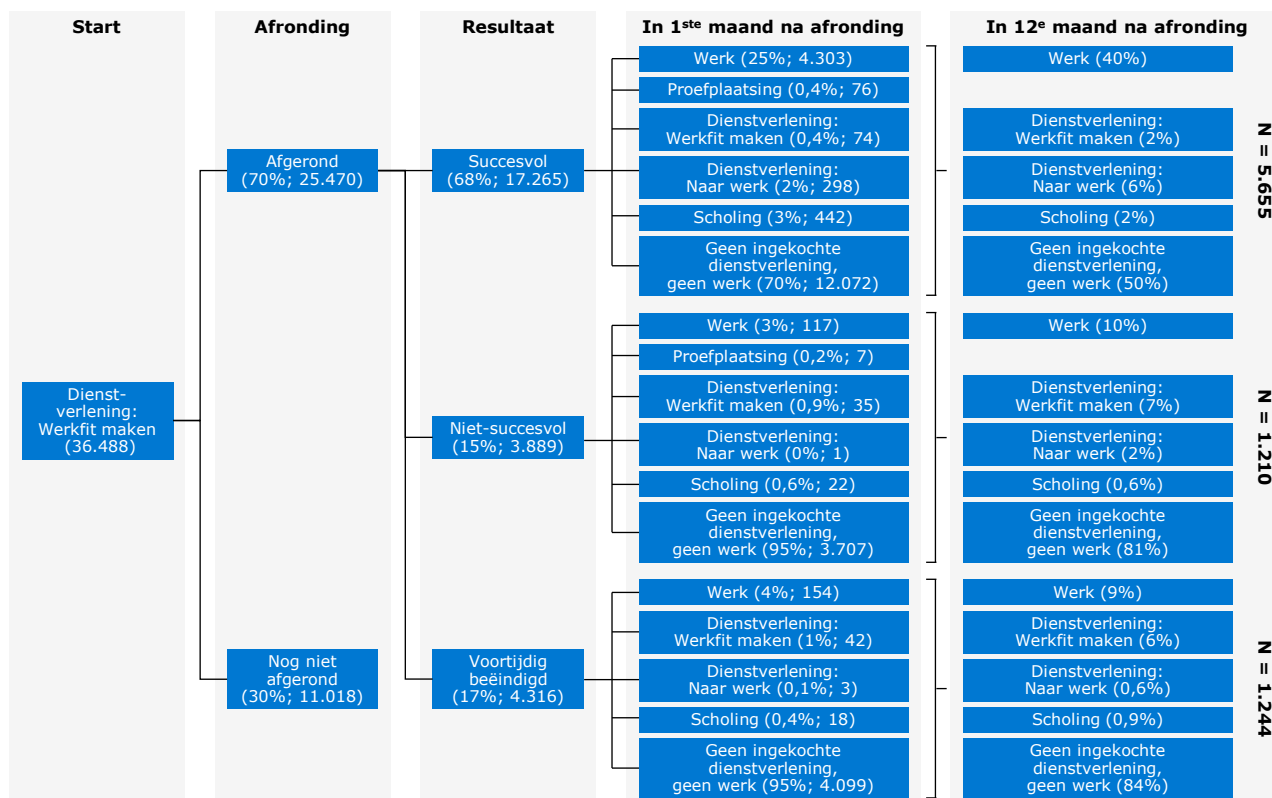 Start
Afronding
Resultaat
In 1ste maand na afronding
In 12e maand na afronding
Dienst-
verlening:
Werkfit maken
(36.488)
Afgerond
(70%; 25.470)
Nog niet
afgerond
(30%; 11.018)
Succesvol
(68%; 17.265)
Werk (25%; 4.303)
Proefplaatsing (0,4%; 76)
Dienstverlening:
Werkfit maken (0,4%; 74)
Dienstverlening:
Naar werk (2%; 298)
Scholing (3%; 442)
Geen ingekochte
dienstverlening,
geen werk (70%; 12.072)
Werk (40%)
Dienstverlening:
Werkfit maken (2%)
Dienstverlening:
Naar werk (6%)
Scholing (2%)
Geen ingekochte
dienstverlening,
geen werk (50%)
N = 5.655
Niet-succesvol
(15%; 3.889)
Werk (3%; 117)
Proefplaatsing (0,2%; 7)
Dienstverlening:
Werkfit maken (0,9%; 35)
Dienstverlening:
Naar werk (0%; 1)
Scholing (0,6%; 22)
Geen ingekochte
dienstverlening,
geen werk (95%; 3.707)
Werk (10%)
Dienstverlening:
Werkfit maken (7%)
Dienstverlening:
Naar werk (2%)
Scholing (0,6%)
Geen ingekochte
dienstverlening,
geen werk (81%)
N = 1.210
Voortijdig
beëindigd
(17%; 4.316)
Werk (4%; 154)
Dienstverlening:
Werkfit maken (1%; 42)
Dienstverlening:
Naar werk (0,1%; 3)
Scholing (0,4%; 18)
Geen ingekochte
dienstverlening,
geen werk (95%; 4.099)
Werk (9%)
Dienstverlening:
Werkfit maken (6%)
Dienstverlening:
Naar werk (0,6%)
Scholing (0,9%)
Geen ingekochte
dienstverlening,
geen werk (84%)
N = 1.244